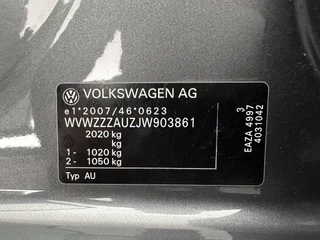 VOLKSWAGEN AG
e1*2007/46*0623
WVWZZZAUZJW903861
2020 kg
kg
1- 1020 kg
2- 1050 kg
Typ AU
3
EAZA 4997
4031042